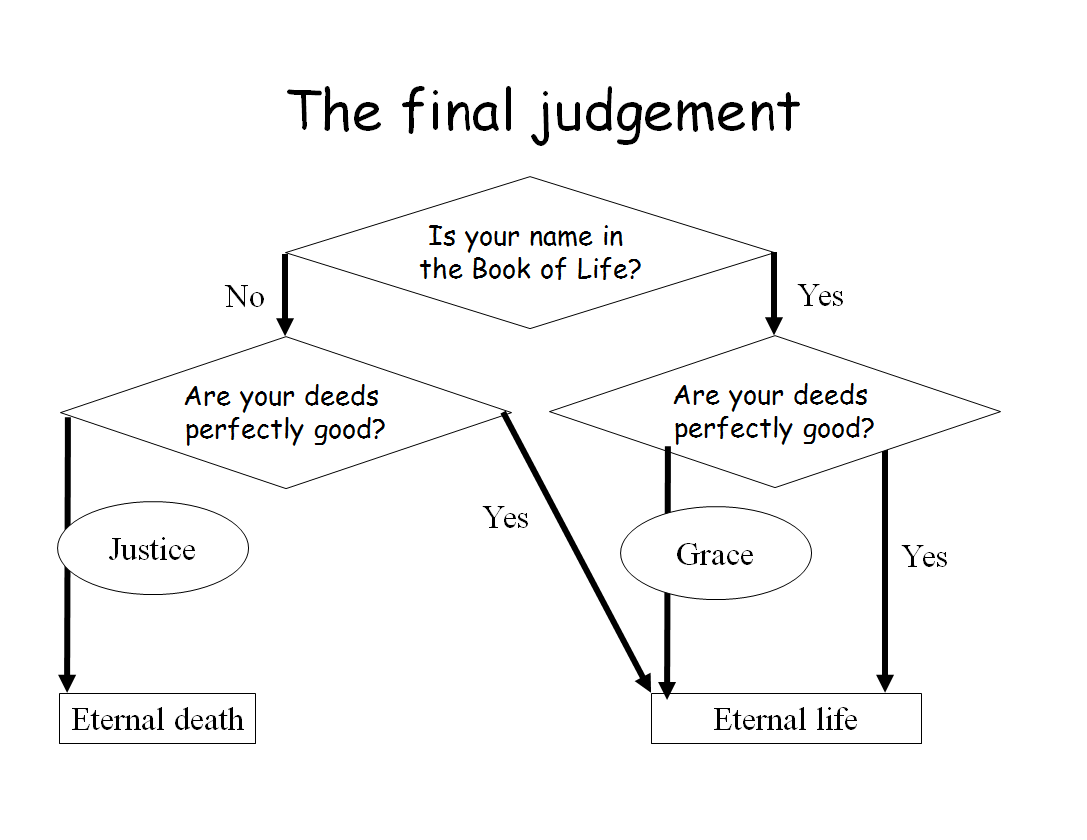 The final judgement
Is your name in
the Book of Life?
No
Yes
Are your deeds
perfectly good?
Are your deeds
perfectly good?
Yes
Justice
Grace
Yes
Eternal death
Eternal life